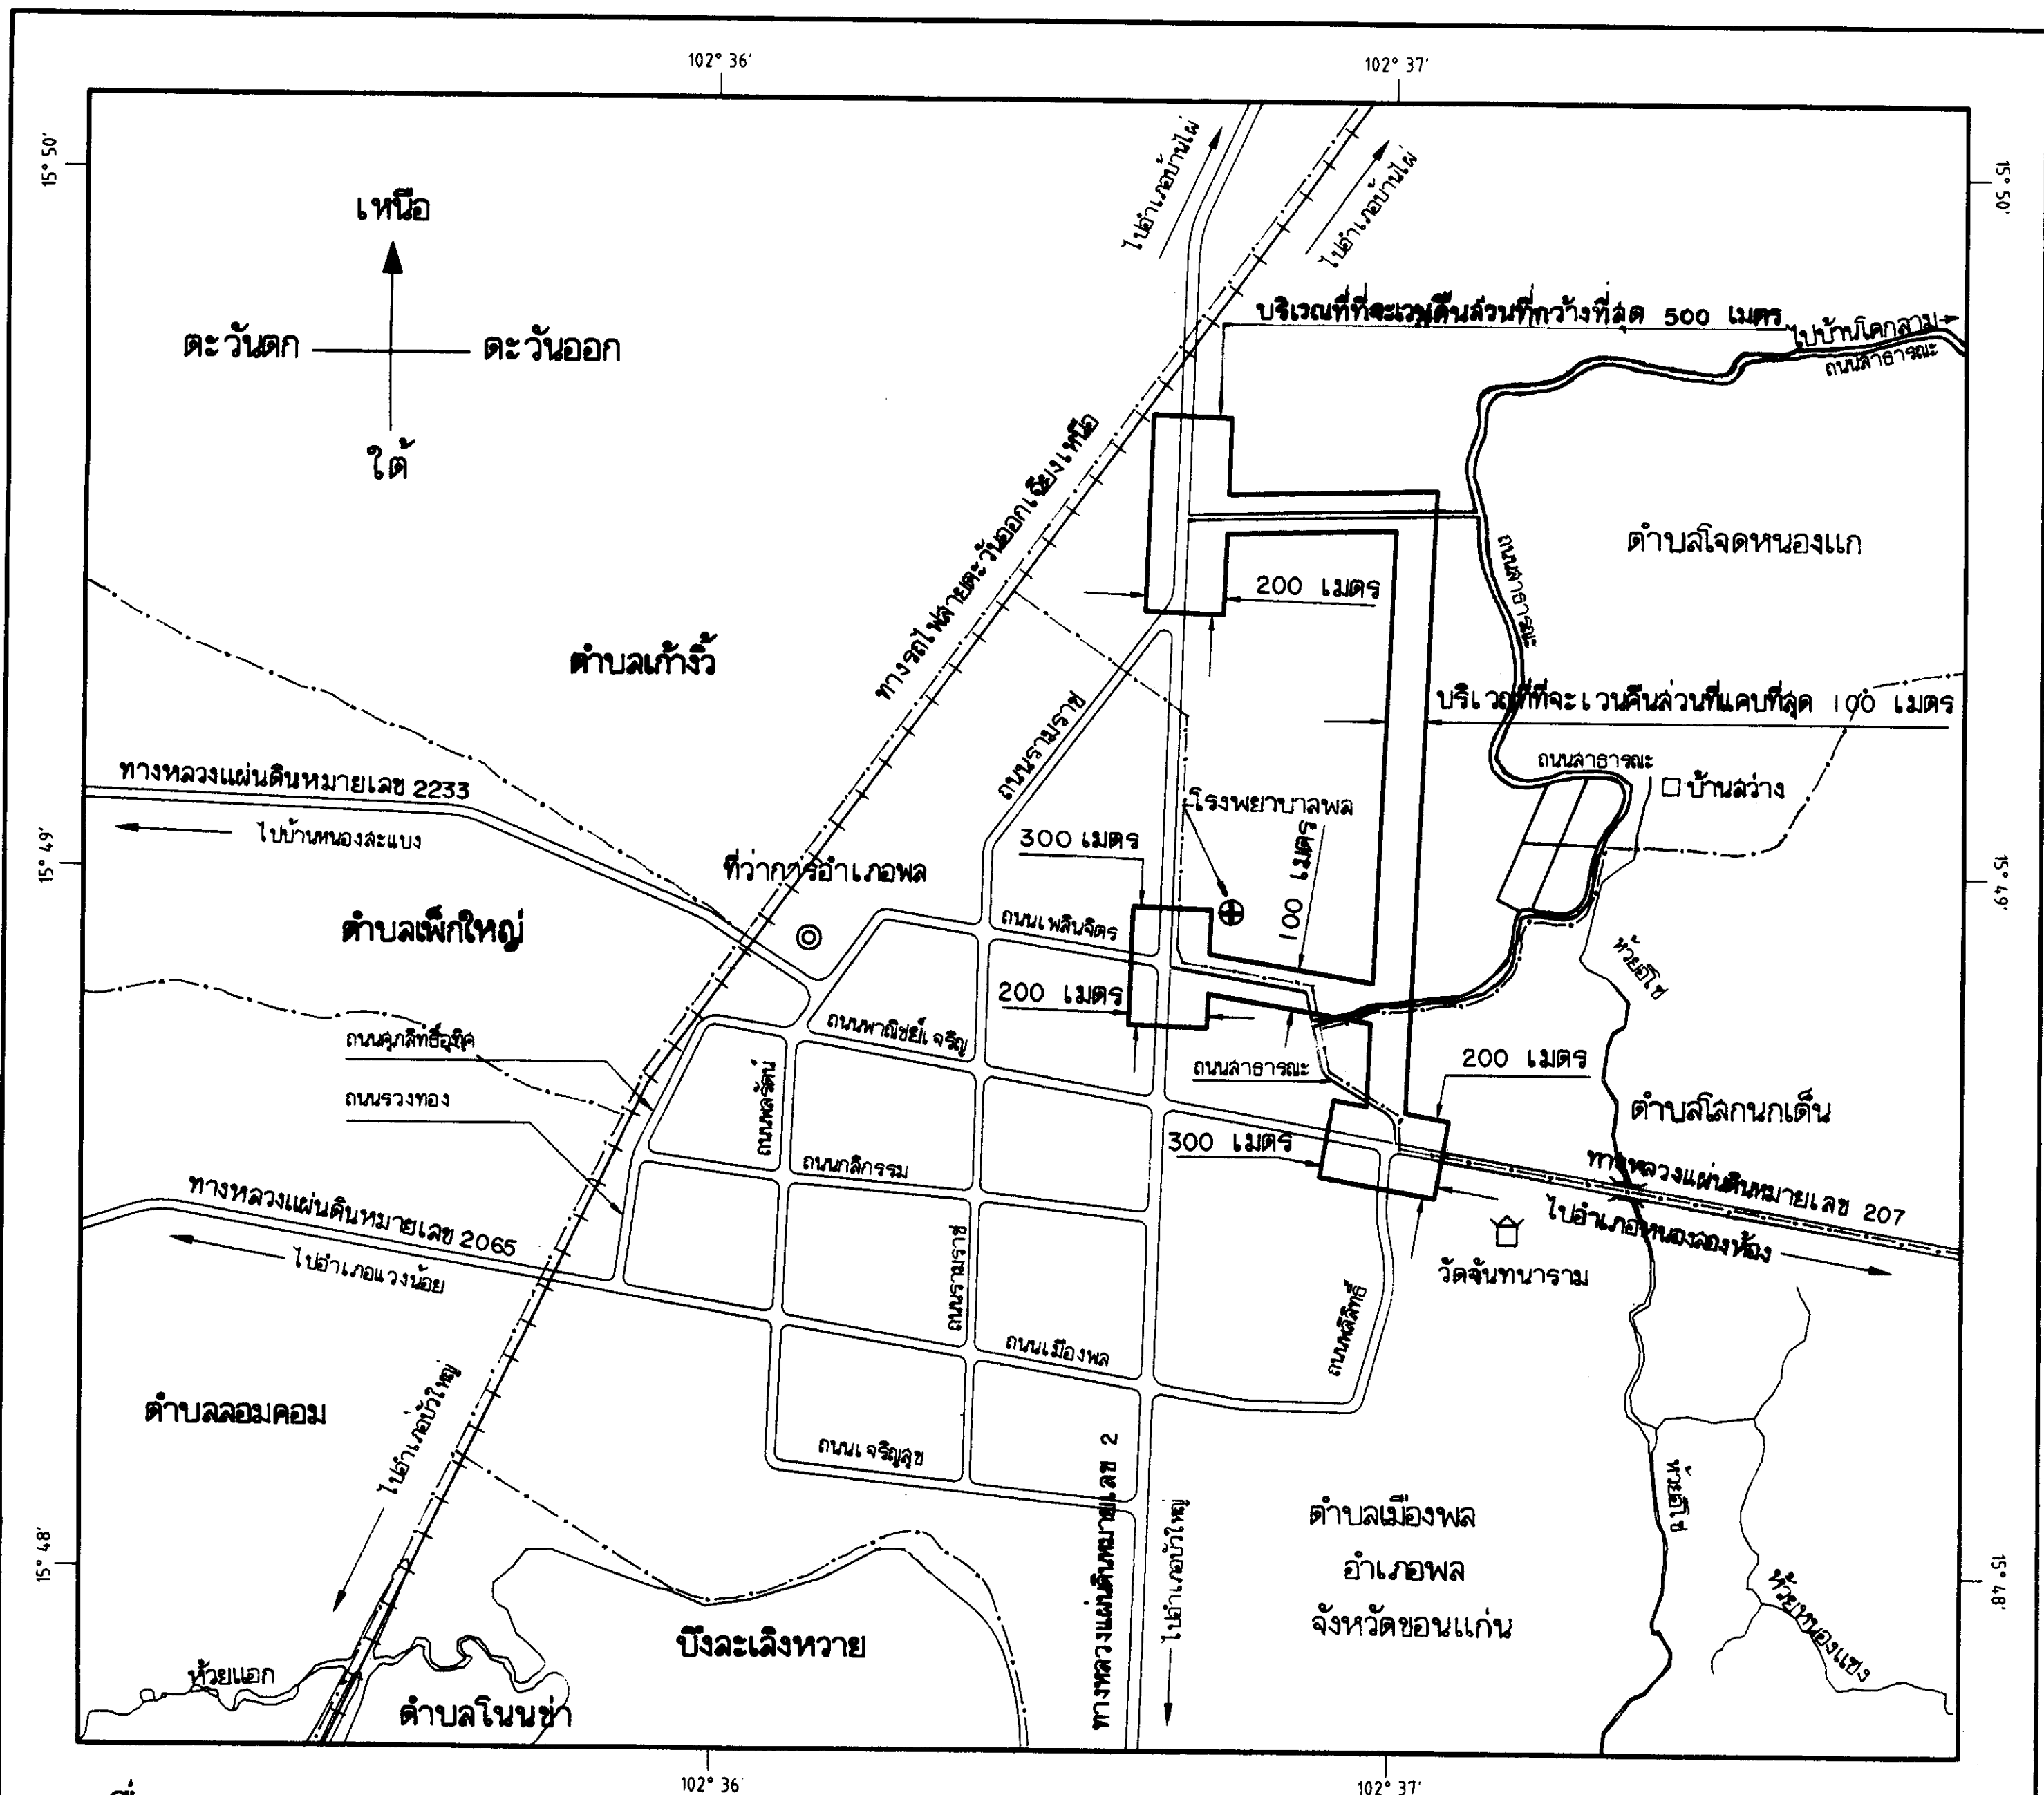 102° 36'
102° 37'
15° 50'
15° 50'
เหนือ
ตะวันตก
ตะวันออก
ใต้
ไปอำเภอบ้านไผ่
ไปอำเภอบ้านไผ่
บริเวณที่ที่จะเวนคืนส่วนที่กว้างที่สุด 500 เมตร
ไปบ้านโคกลาม
ถนนสาธารณะ
ทางรถไฟสายตะวันออกเฉียงเหนือ
ตำบลโจดหนองแก
ถนนสาธารณะ
200 เมตร
ตำบลเก้างิ้ว
ถนนรามราช
บริเวณที่ที่จะเวนคืนส่วนที่แคบที่สุด 100 เมตร
ถนนสาธารณะ
บ้านสว่าง
ทางหลวงแผ่นดินหมายเลข 2233
ไปบ้านหนองสะแบง
โรงพยาบาลพล
300 เมตร
100 เมตร
15° 49'
15° 49'
ที่ว่าการอำเภอพล
ตำบลเพ็กใหญ่
ถนนเพลินจิตร
ห้วยอีโซ
200 เมตร
ถนนพาณิชย์เจริญ
ถนนศุภสิทธิ์อุทิศ
ถนนพลรัตน์
ถนนสาธารณะ
200 เมตร
ถนนรวงทอง
ตำบลโสกนกเต็น
300 เมตร
ถนนกสิกรรม
ทางหลวงแผ่นดินหมายเลข 207
ไปอำเภอหนองสองห้อง
ทางหลวงแผ่นดินหมายเลข 2065
ไปอำเภอแวงน้อย
ถนนรามราช
วัดจันทนาราม
ถนนเมืองพล
ถนนพลสิทธิ์
ตำบลลอมคอม
ไปอำเภอบัวใหญ่
ถนนเจริญสุข
ทางหลวงแผ่นดินหมายเลข 2
ไปอำเภอบัวใหญ่
ห้วยอีโซ
ตำบลเมืองพล
อำเภอพล
จังหวัดขอนแก่น
15° 48'
15° 48'
ห้วยหนองแซง
บึงละเลิงหวาย
ห้วยแอก
ตำบลโนนข่า
102° 36'
102° 37'